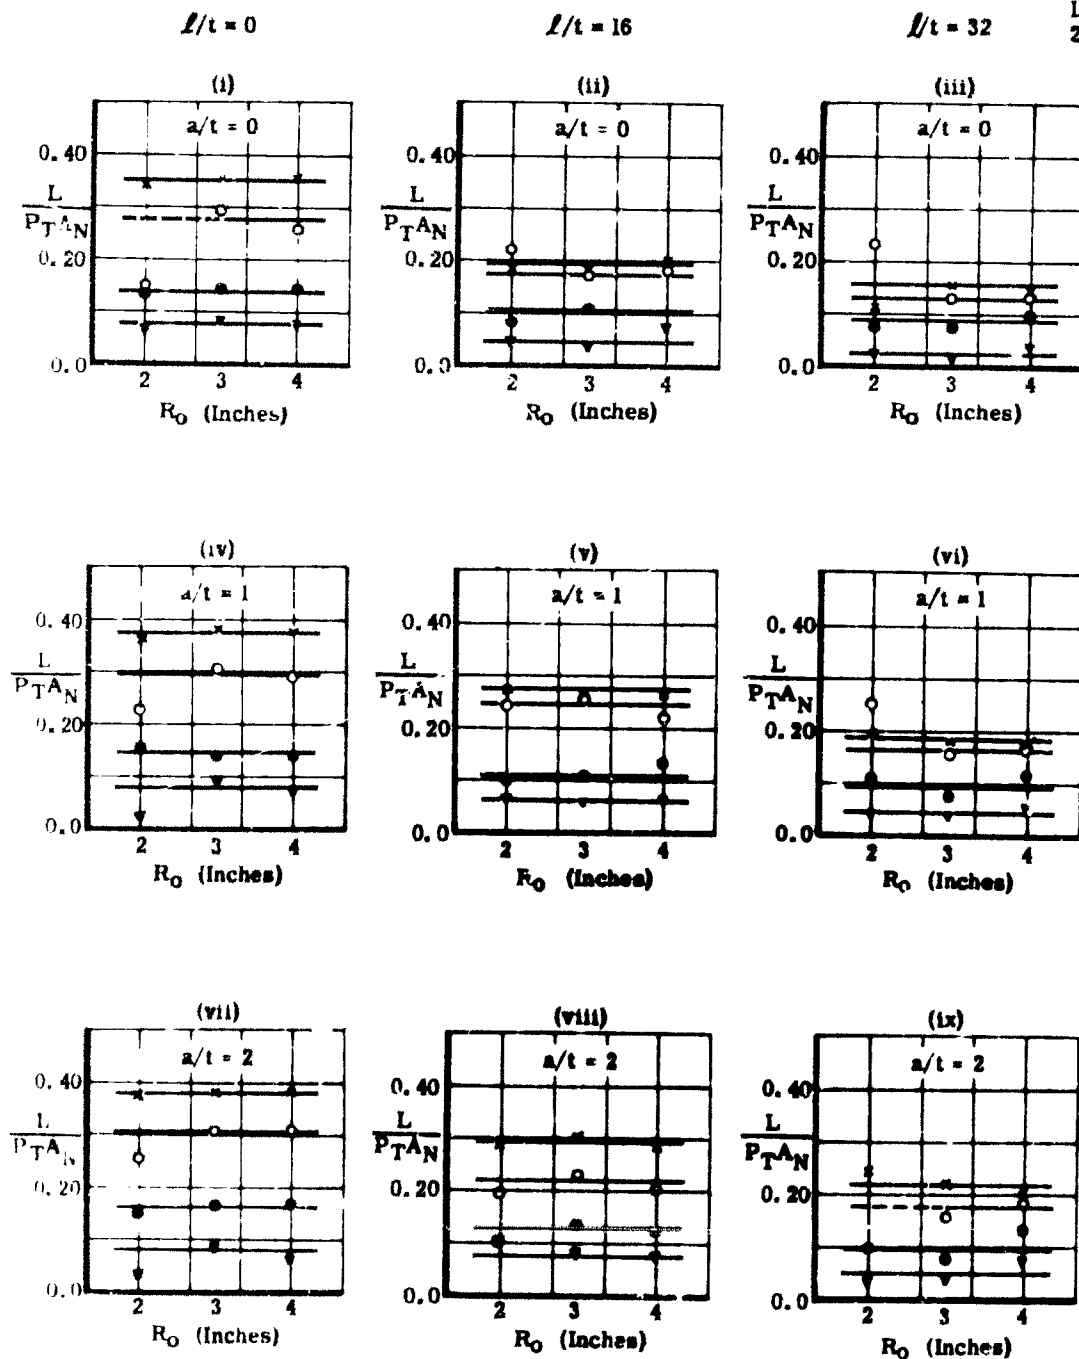 ℓ/t = 0 ℓ/t = 16 ℓ/t = 32 L
2
(i) (ii) (iii)
a/t = 0 a/t = 0 a/t = 0
0.40 0.40 0.40
L L L
P_T A_N P_T A_N P_T A_N
0.20 0.20 0.20
0.0 0.0 0.0
2 3 4 2 3 4 2 3 4
R_o (Inches) R_o (Inches) R_o (Inches)
(iv) (v) (vi)
a/t = 1 a/t = 1 a/t = 1
0.40 0.40 0.40
L L L
P_T A_N P_T A_N P_T A_N
0.20 0.20 0.20
0.0 0.0 0.0
2 3 4 2 3 4 2 3 4
R_o (Inches) R_o (Inches) R_o (Inches)
(vii) (viii) (ix)
a/t = 2 a/t = 2 a/t = 2
0.40 0.40 0.40
L L L
P_T A_N P_T A_N P_T A_N
0.20 0.20 0.20
0.0 0.0 0.0
2 3 4 2 3 4 2 3 4
R_o (Inches) R_o (Inches) R_o (Inches)